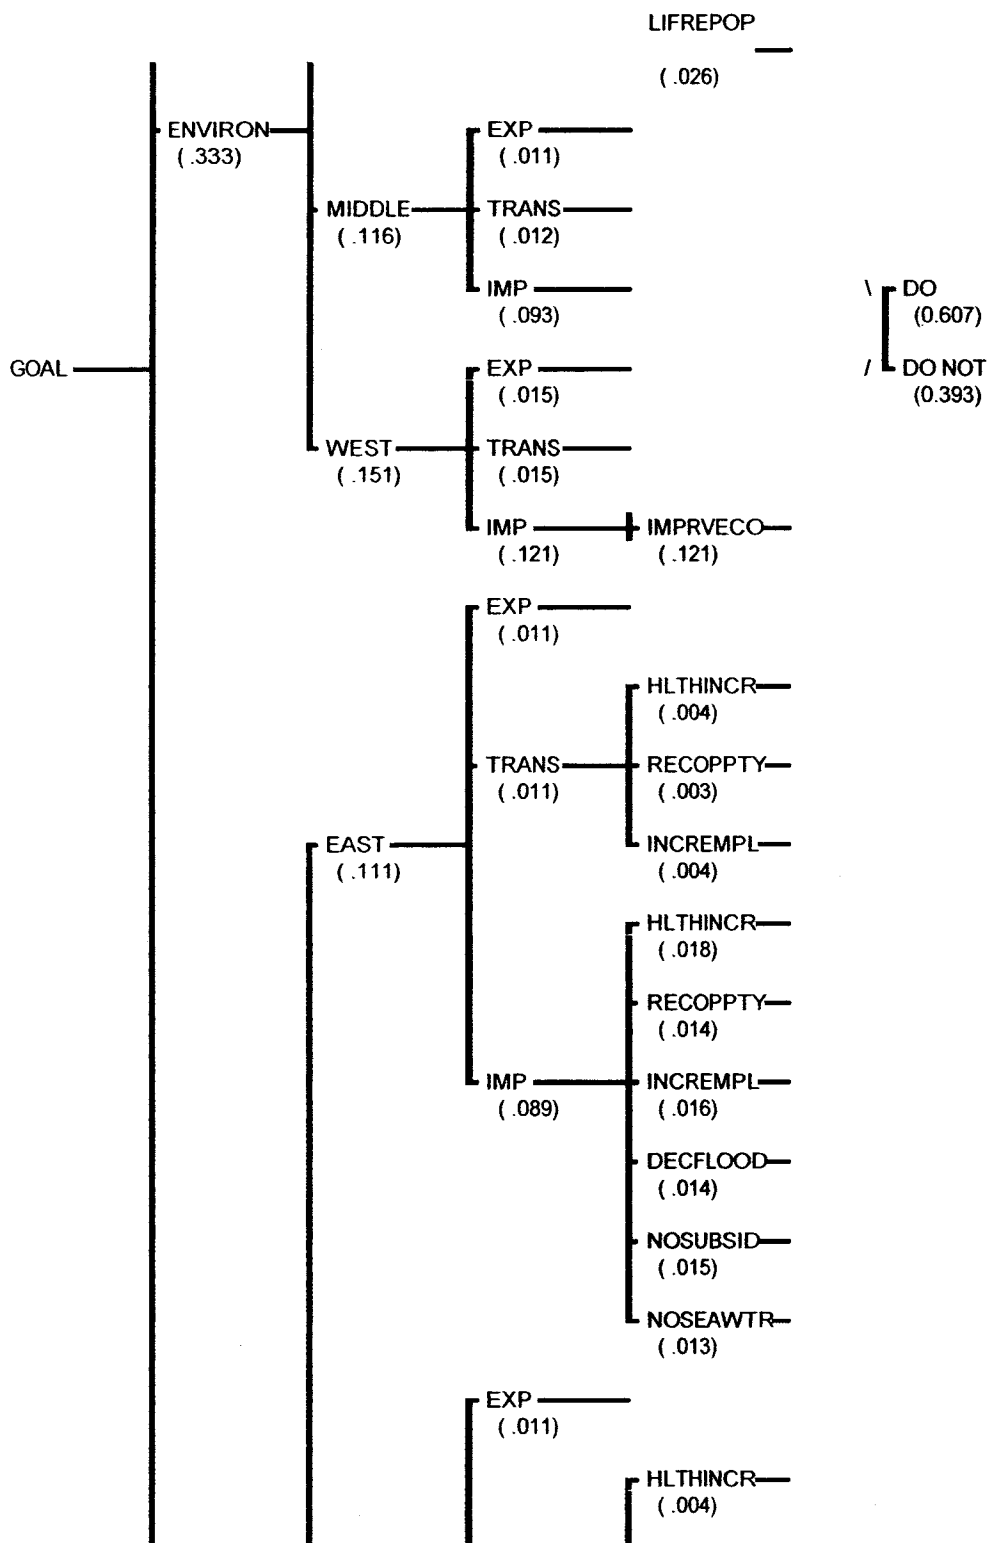 LIFREPOP
( .026)
ENVIRON
( .333)
EXP
( .011)
MIDDLE
( .116)
TRANS
( .012)
IMP
( .093)
\ DO
(0.607)
GOAL
EXP
( .015)
/ DO NOT
(0.393)
WEST
( .151)
TRANS
( .015)
IMP
( .121)
IMPRVECO
( .121)
EXP
( .011)
HLTHINCR
( .004)
TRANS
( .011)
RECOPPTY
( .003)
EAST
( .111)
INCREMPL
( .004)
HLTHINCR
( .018)
RECOPPTY
( .014)
IMP
( .089)
INCREMPL
( .016)
DECFLOOD
( .014)
NOSUBSID
( .015)
NOSEAWTR
( .013)
EXP
( .011)
HLTHINCR
( .004)